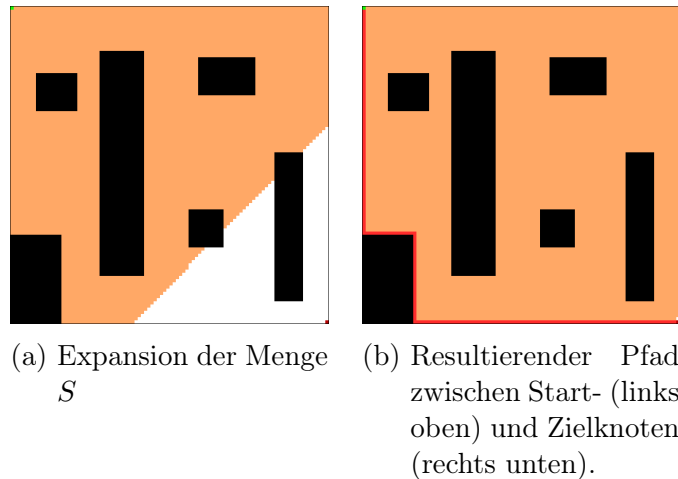 (a) Expansion der Menge
S
(b) Resultierender Pfad
zwischen Start- (links
oben) und Zielknoten
(rechts unten).